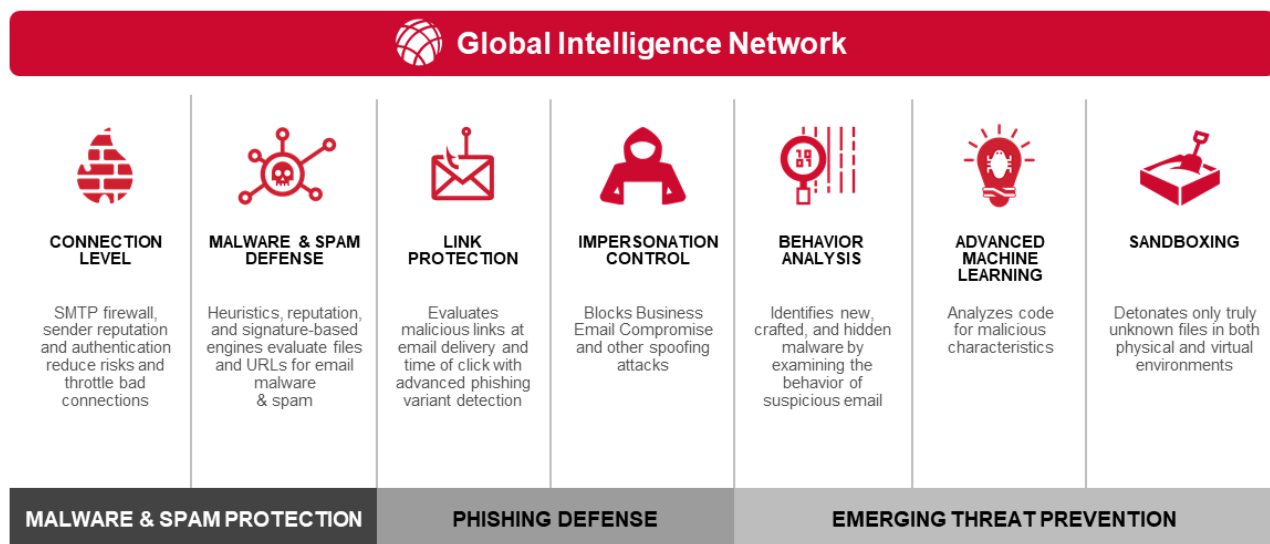 Global Intelligence Network
CONNECTION
LEVEL
SMTP firewall,
sender reputation
and authentication
reduce risks and
throttle bad
connections
MALWARE & SPAM
DEFENSE
Heuristics, reputation,
and signature-based
engines evaluate files
and URLs for email
malware
& spam
LINK
PROTECTION
Evaluates
malicious links at
email delivery and
time of click with
advanced phishing
variant detection
IMPERSONATION
CONTROL
Blocks Business
Email Compromise
and other spoofing
attacks
BEHAVIOR
ANALYSIS
10
01
Identifies new,
crafted, and hidden
malware by
examining the
behavior of
suspicious email
ADVANCED
MACHINE
LEARNING
Analyzes code
for malicious
characteristics
SANDBOXING
Detonates only truly
unknown files in both
physical and virtual
environments
MALWARE & SPAM PROTECTION
PHISHING DEFENSE
EMERGING THREAT PREVENTION